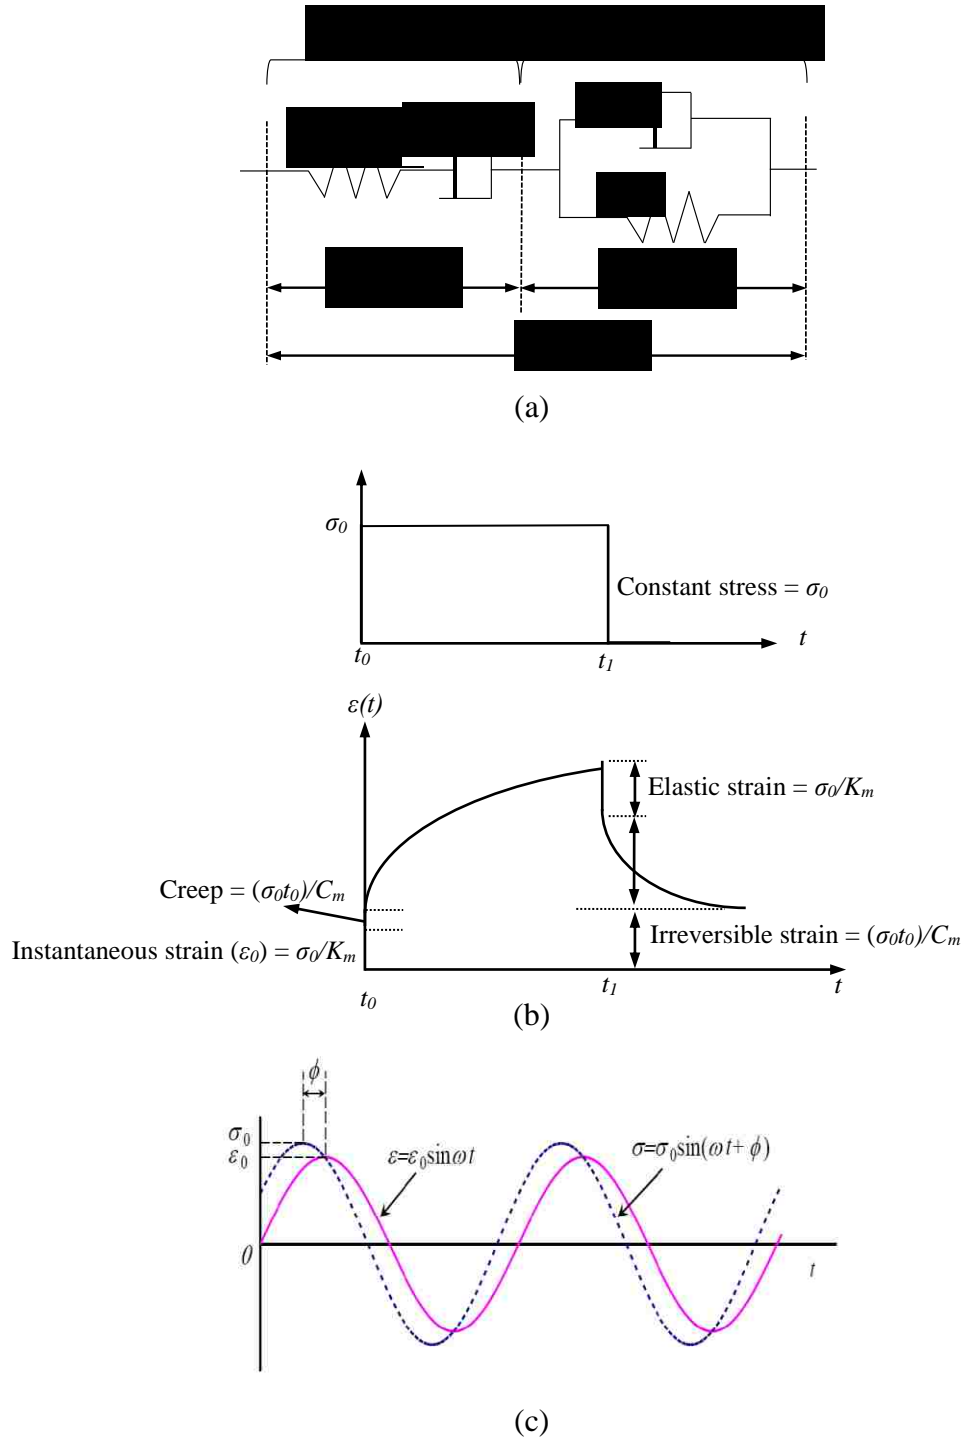 (a)
σ0
Constant stress = σ0
t
t0
t1
ε(t)
Elastic strain = σ0/Km
Creep = (σ0t0)/Cm
Irreversible strain = (σ0t0)/Cm
Instantaneous strain (ε0) = σ0/Km
t0
t1
t
(b)
ϕ
σ0
ε0
ε=ε0sinωt
σ=σ0sin(ωt+ϕ)
0
t
(c)